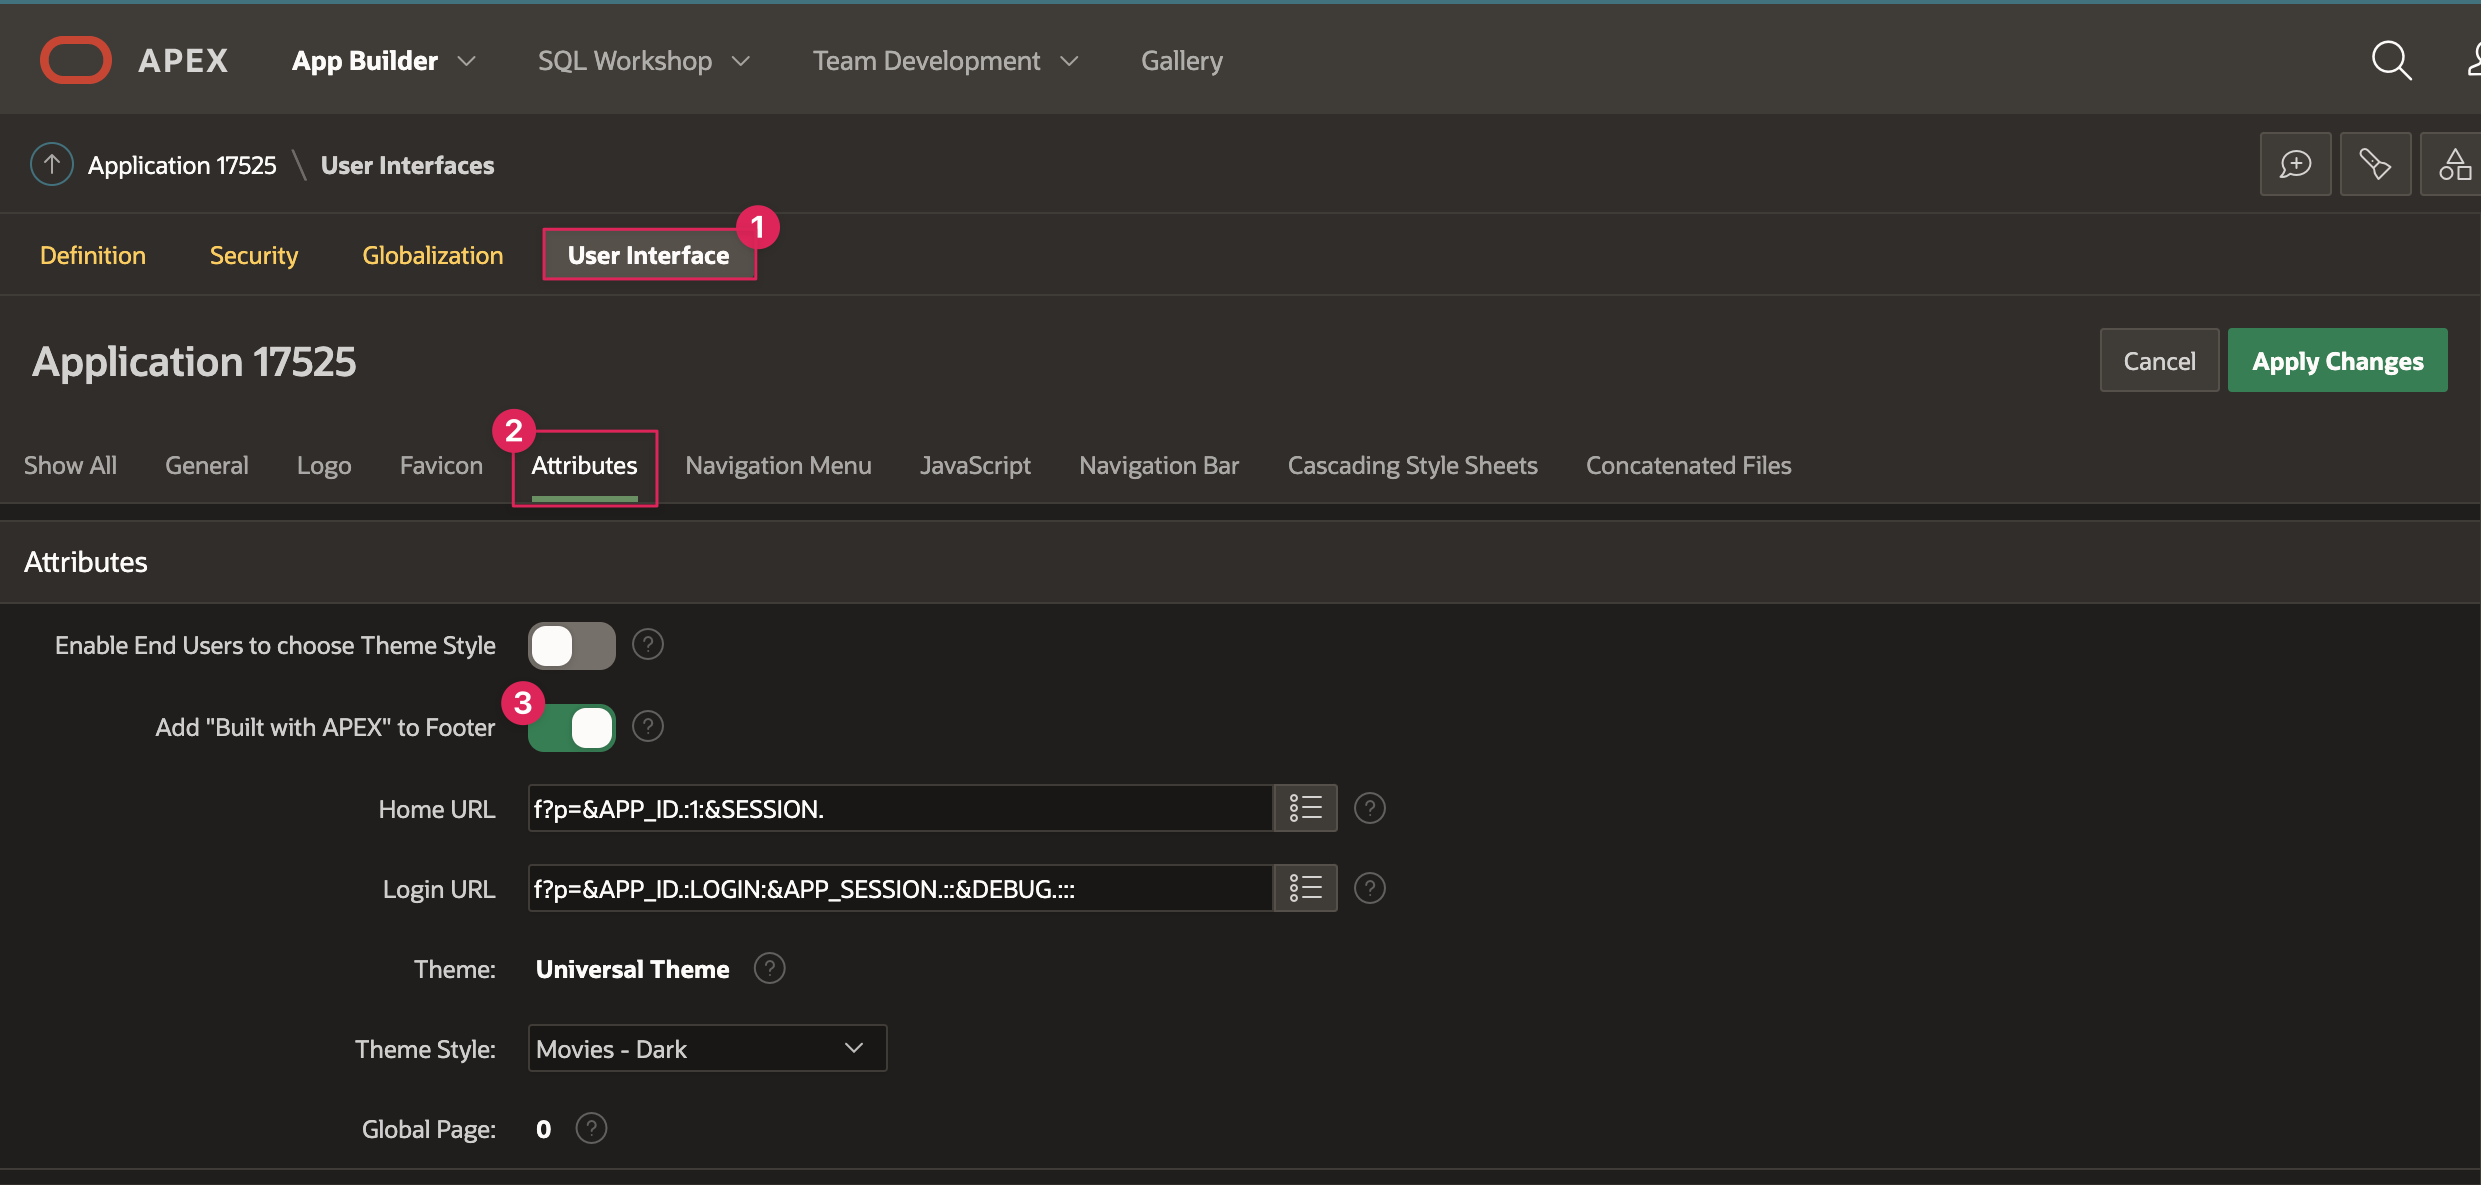 APEX App Builder SQL Workshop Team Development Gallery
Application 17525 \ User Interfaces
Definition Security Globalization User Interface 1
Application 17525 Cancel Apply Changes
2
Show All General Logo Favicon Attributes Navigation Menu JavaScript Navigation Bar Cascading Style Sheets Concatenated Files
Attributes
Enable End Users to choose Theme Style ?
3
Add "Built with APEX" to Footer ?
Home URL f?p=&APP_ID.:1:&SESSION. ?
Login URL f?p=&APP_ID.:LOGIN:&APP_SESSION.::&DEBUG.::: ?
Theme: Universal Theme ?
Theme Style: Movies - Dark
Global Page: 0 ?